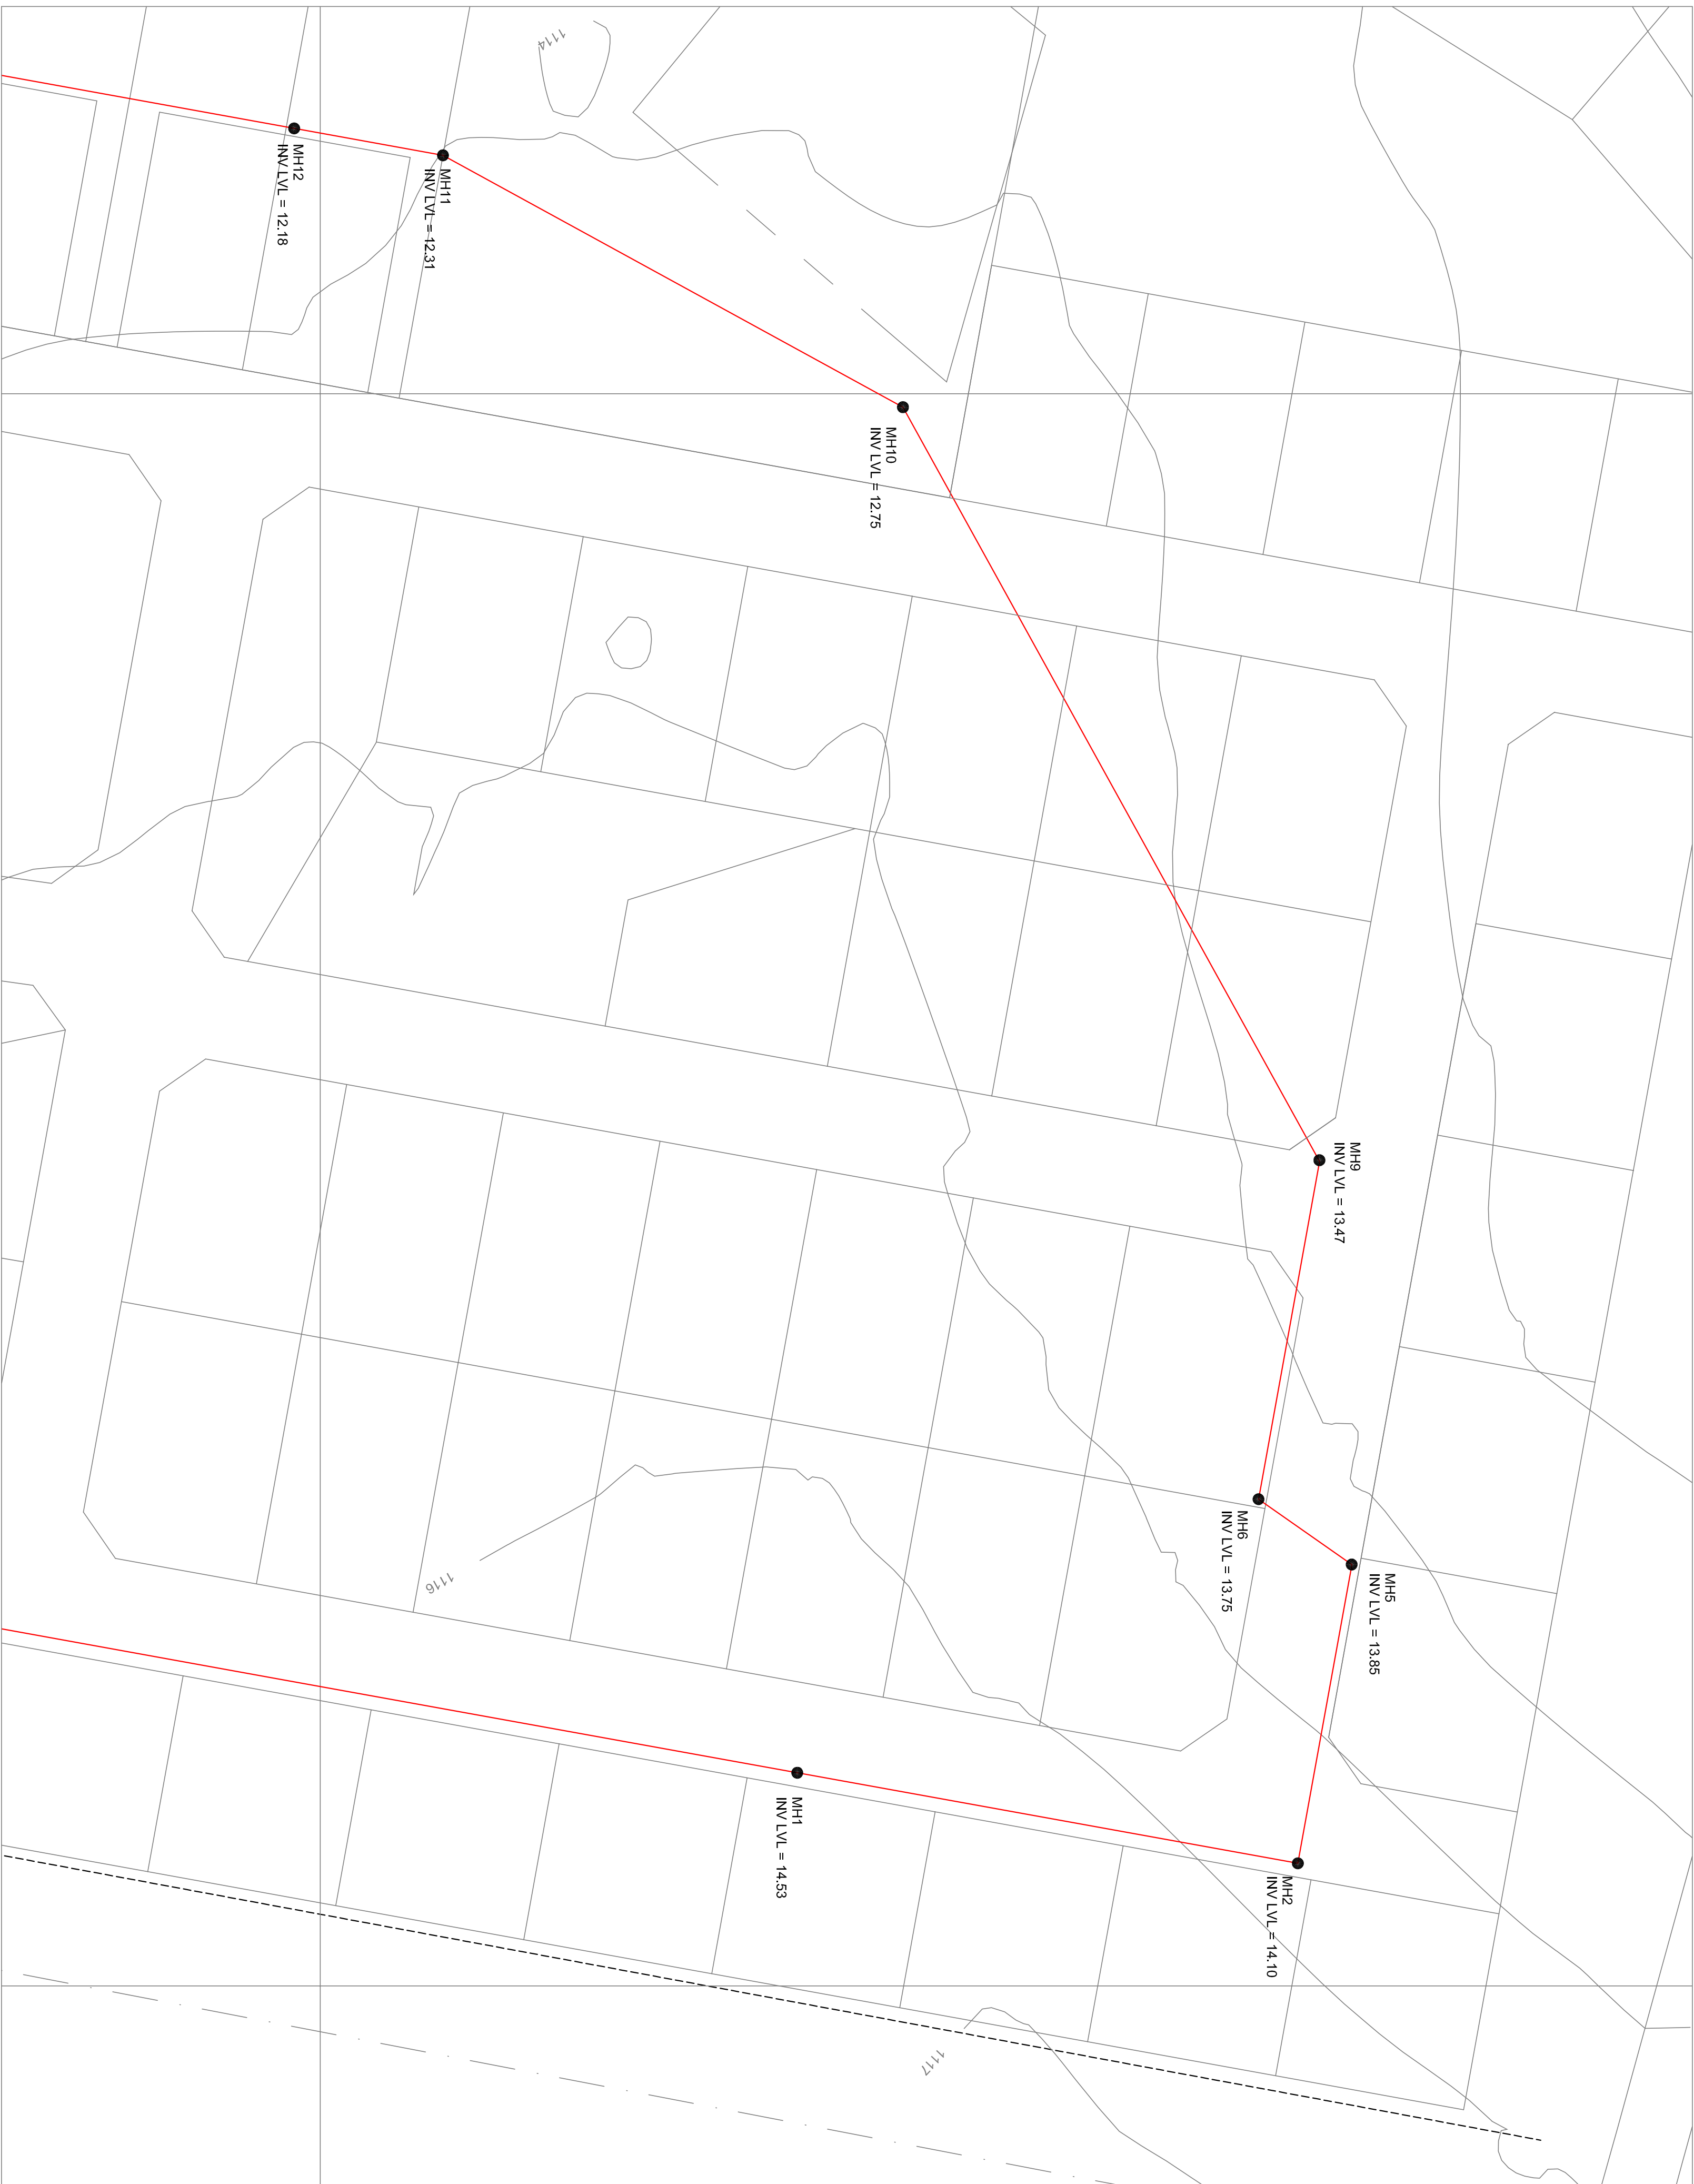 1114
MH12
INV LVL = 12.18
MH11
INV LVL = 12.31
MH10
INV LVL = 12.75
MH9
INV LVL = 13.47
MH6
INV LVL = 13.75
MH5
INV LVL = 13.85
1116
MH1
INV LVL = 14.53
MH2
INV LVL = 14.10
1117